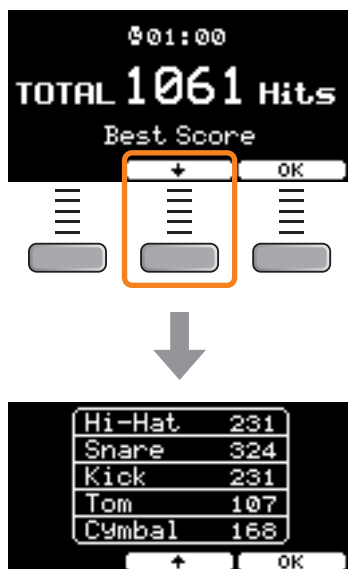 01:00
TOTAL 1061 Hits
Best Score
↓ OK
Hi-Hat 231
Snare 324
Kick 231
Tom 107
Cymbal 168
↑ OK